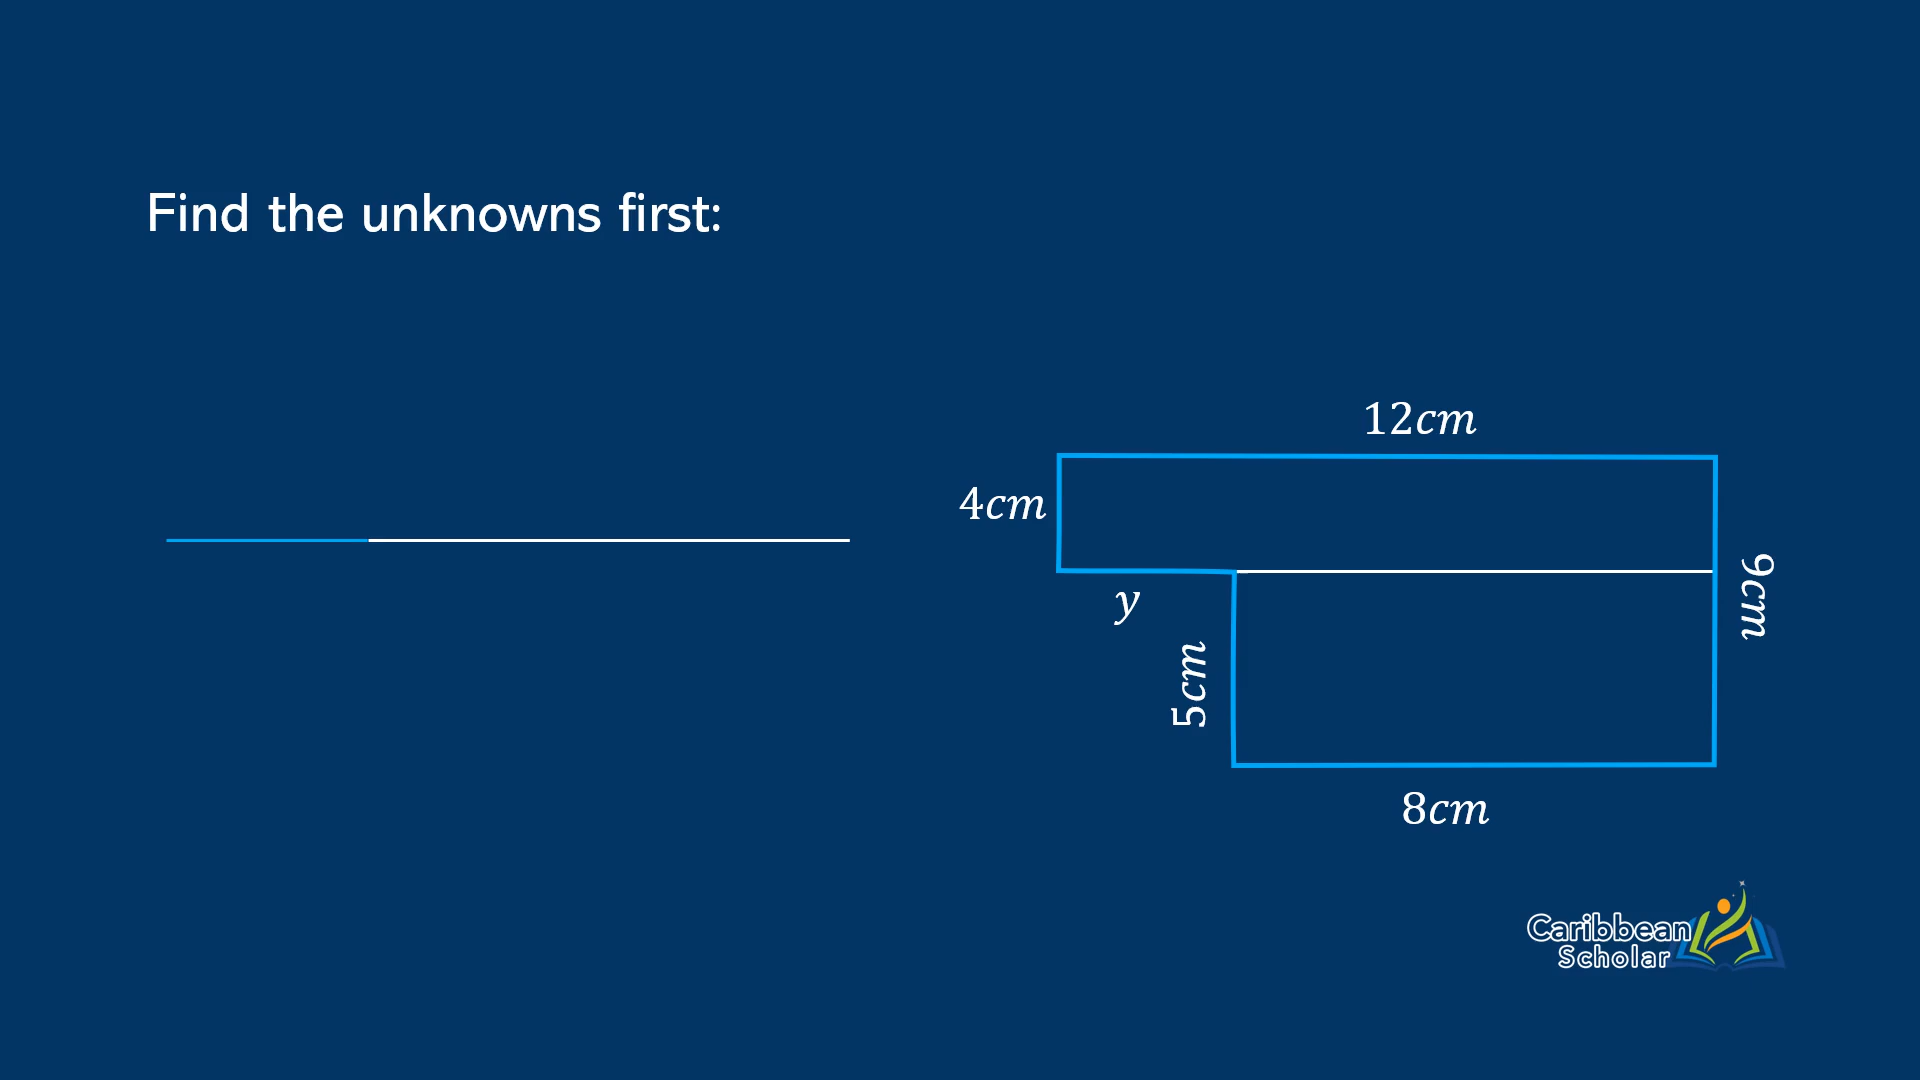 Find the unknowns first:
12cm
4cm
9cm
y
5cm
8cm
Caribbean
Scholar